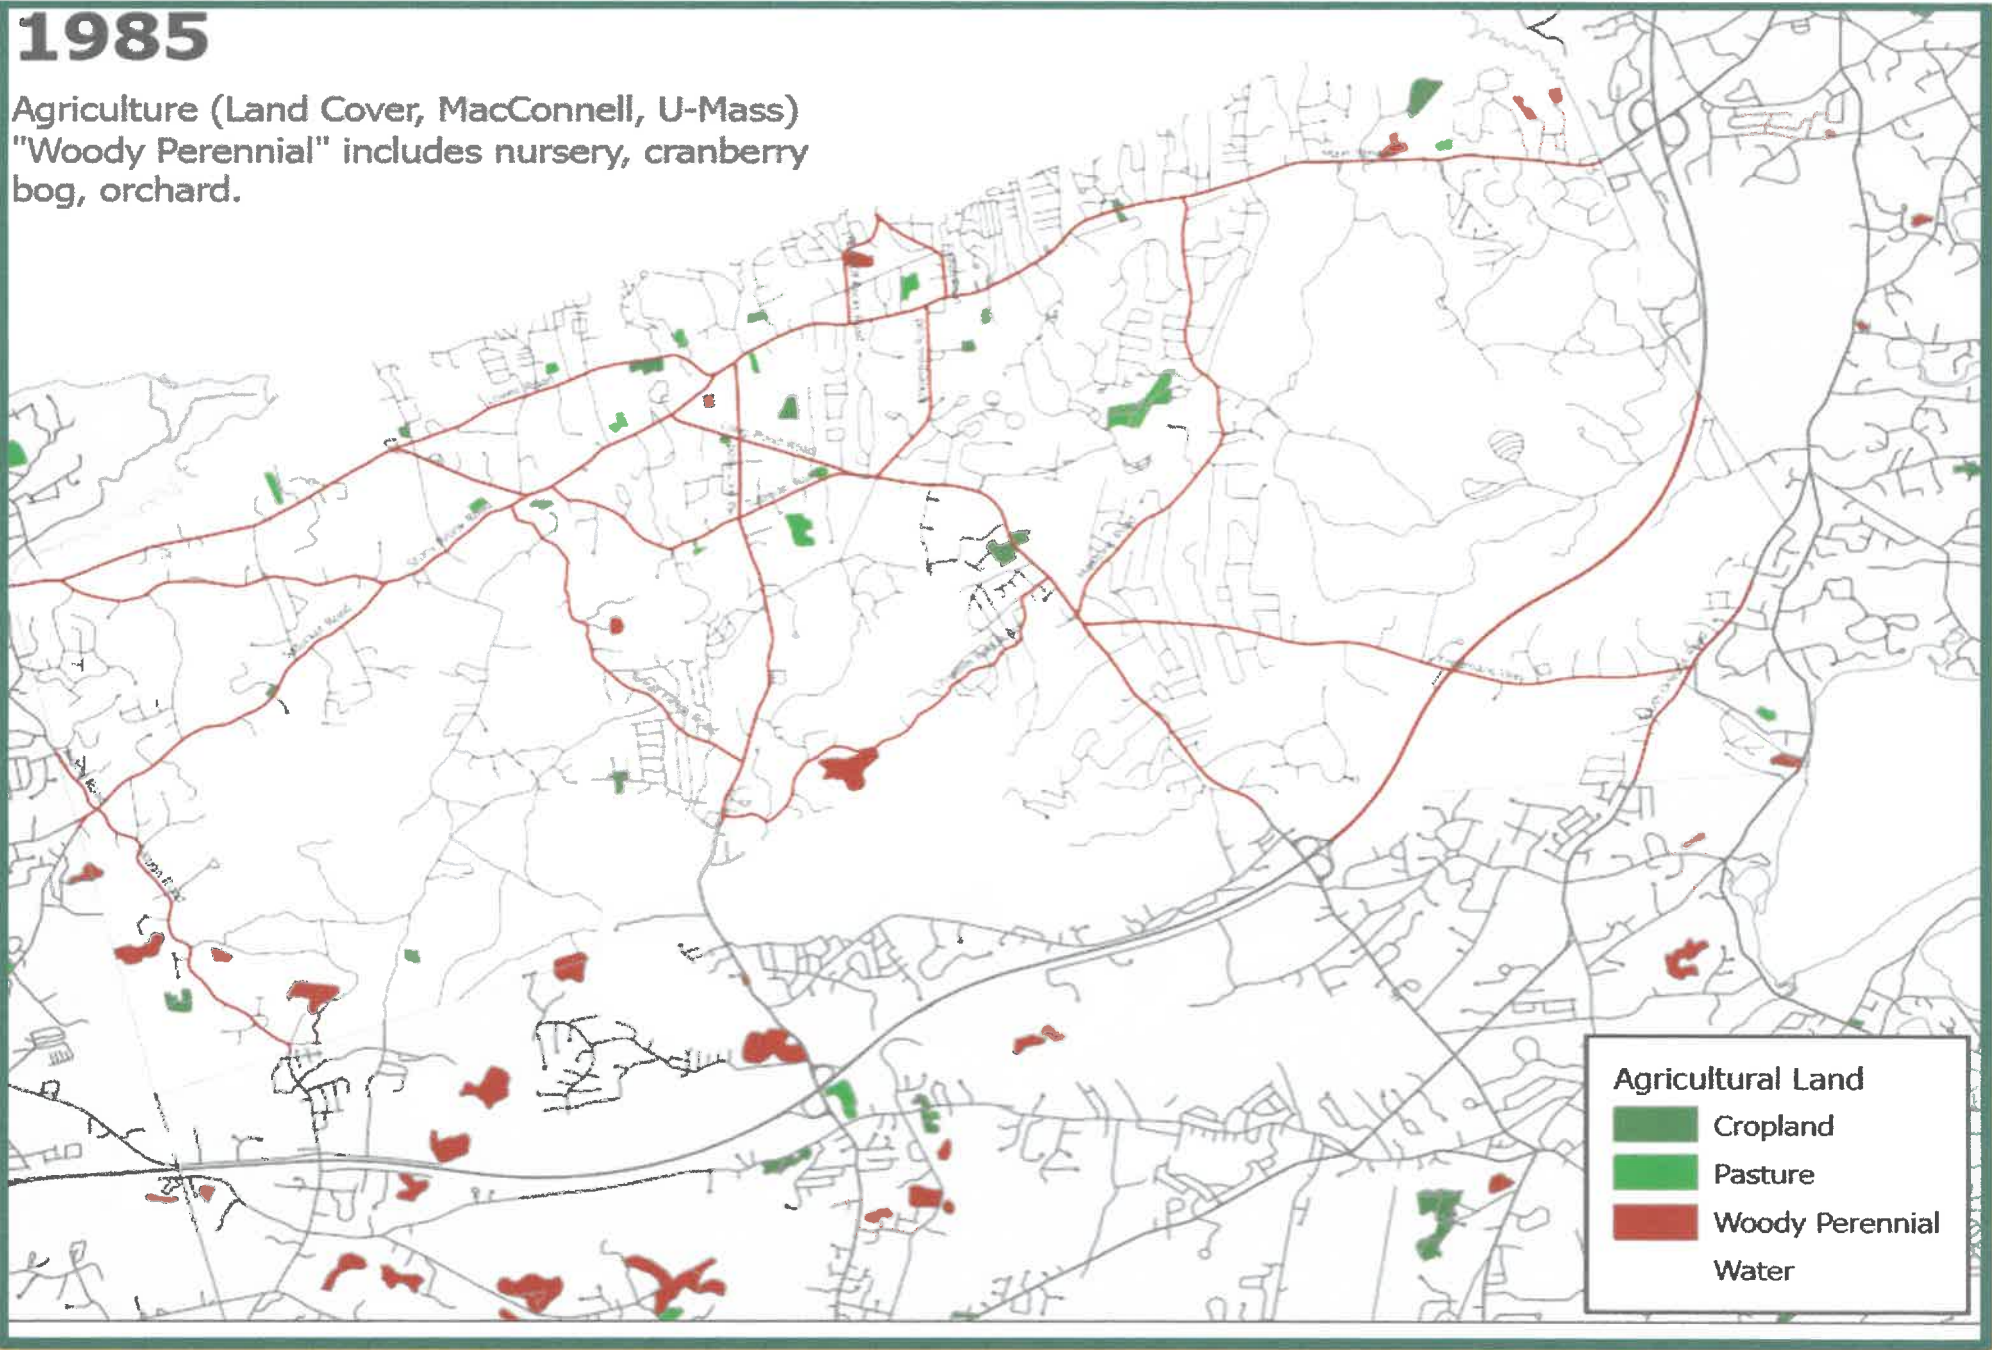 1985
Agriculture (Land Cover, MacConnell, U-Mass)
"Woody Perennial" includes nursery, cranberry
bog, orchard.
Agricultural Land
Cropland
Pasture
Woody Perennial
Water